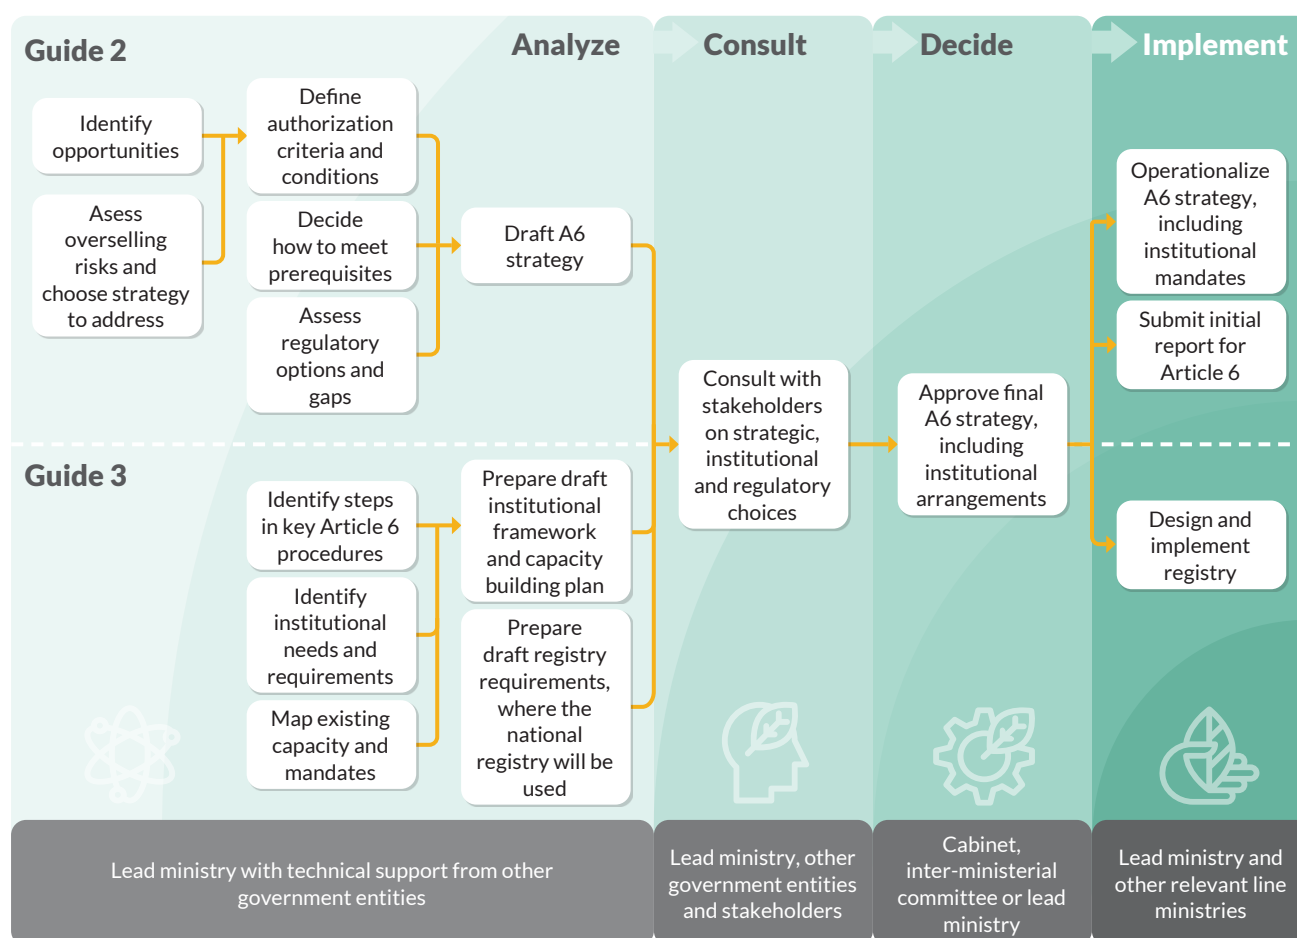 Guide 2
Analyze
Consult
Decide
Implement
Identify
opportunities
Asess
overselling
risks and
choose strategy
to address
Define
authorization
criteria and
conditions
Decide
how to meet
prerequisites
Assess
regulatory
options and
gaps
Draft A6
strategy
Guide 3
Identify steps
in key Article 6
procedures
Identify
institutional
needs and
requirements
Map existing
capacity and
mandates
Prepare draft
institutional
framework
and capacity
building plan
Prepare
draft registry
requirements,
where the
national
registry will be
used
Consult with
stakeholders
on strategic,
institutional
and regulatory
choices
Approve final
A6 strategy,
including
institutional
arrangements
Operationalize
A6 strategy,
including
institutional
mandates
Submit initial
report for
Article 6
Design and
implement
registry
Lead ministry with technical support from other
government entities
Lead ministry, other
government entities
and stakeholders
Cabinet,
inter-ministerial
committee or lead
ministry
Lead ministry and
other relevant line
ministries